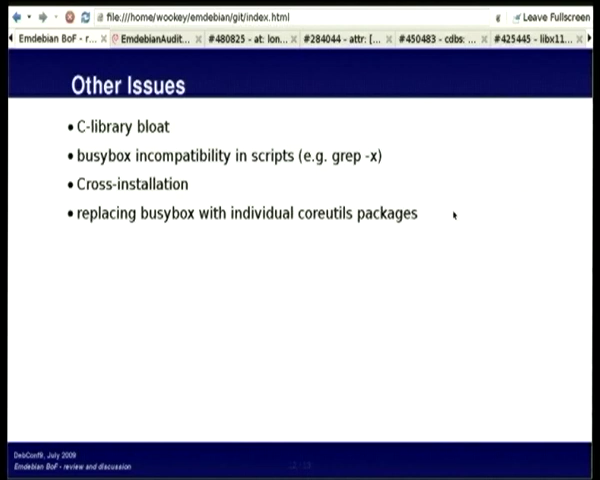 file:///home/wookey/emdebian/git/index.html
Leave Fullscreen
Emdebian BoF - r... EmdebianAudit... #480825 - at: lon... #284044 - attr: [... #450483 - cdbs: ... #425445 - libx11...
Other Issues
• C-library bloat
• busybox incompatibility in scripts (e.g. grep -x)
• Cross-installation
• replacing busybox with individual coreutils packages
DebConf9, July 2009
Emdebian BoF - review and discussion